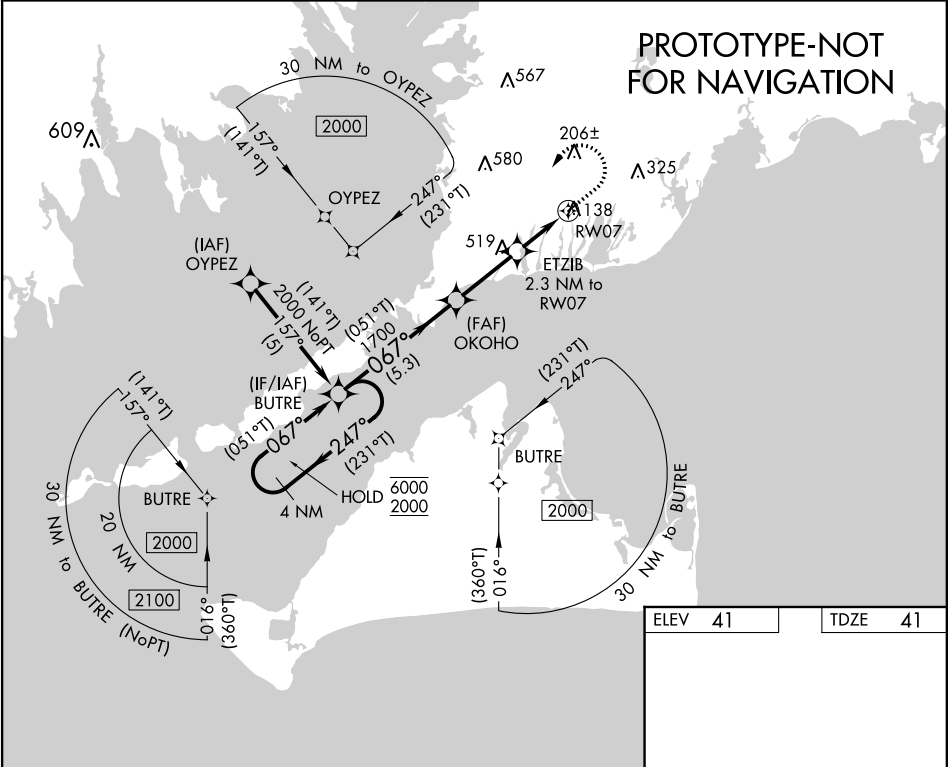 PROTOTYPE-NOT
FOR NAVIGATION
30 NM to OYPEZ
2000
157°
(141°T)
OYPEZ
247°
(231°T)
567
609
580
206±
325
138
RW07
519
ETZIB
2.3 NM to
RW07
(IAF)
OYPEZ
(141°T)
2000 NoPT
157°
(5)
(051°T)
1700
067°
(5.3)
(FAF)
OKOHO
(IF/IAF)
BUTRE
(051°T)
067°
247°
(231°T)
4 NM
HOLD
6000
2000
(141°T)
157°
BUTRE
20 NM
2000
30 NM to BUTRE (NoPT)
2100
016°
(360°T)
(231°T)
247°
BUTRE
2000
30 NM to BUTRE
(360°T)
016°
ELEV 41
TDZE 41